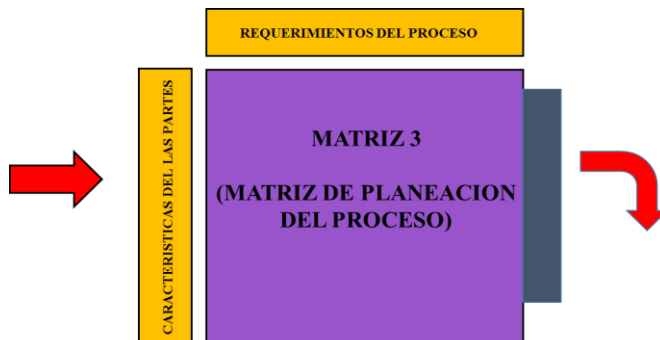 REQUERIMIENTOS DEL PROCESO
CARACTERISTICAS DEL LAS PARTES
MATRIZ 3
(MATRIZ DE PLANEACION
DEL PROCESO)